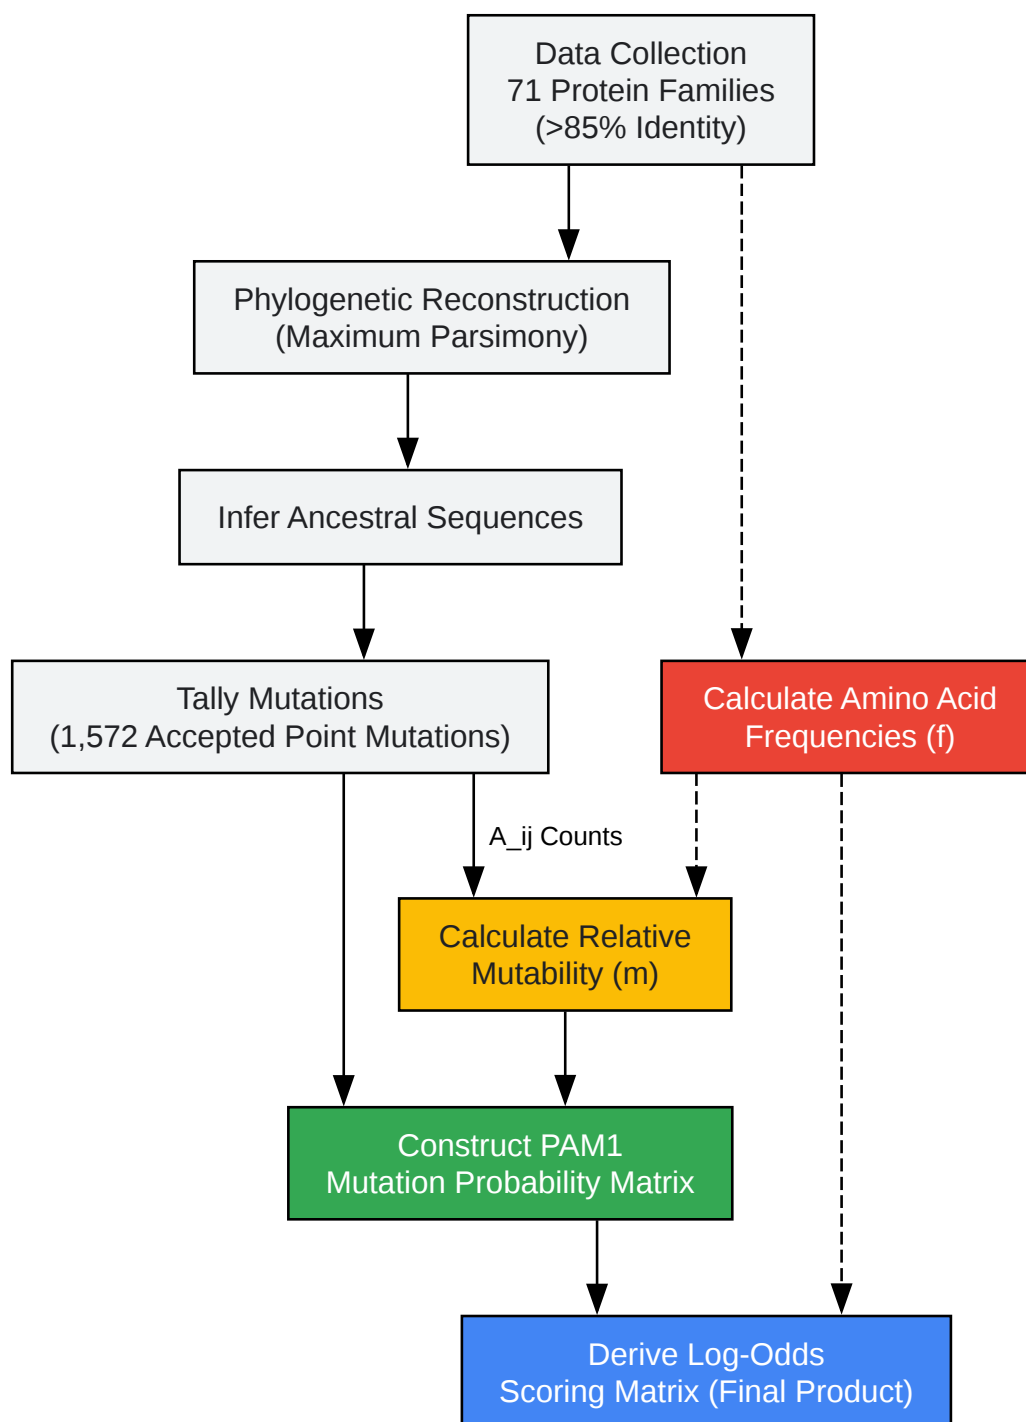 Data Collection
71 Protein Families
(>85% Identity)
Phylogenetic Reconstruction
(Maximum Parsimony)
Infer Ancestral Sequences
Tally Mutations
(1,572 Accepted Point Mutations)
Calculate Amino Acid
Frequencies (f)
A_ij Counts
Calculate Relative
Mutability (m)
Construct PAM1
Mutation Probability Matrix
Derive Log-Odds
Scoring Matrix (Final Product)